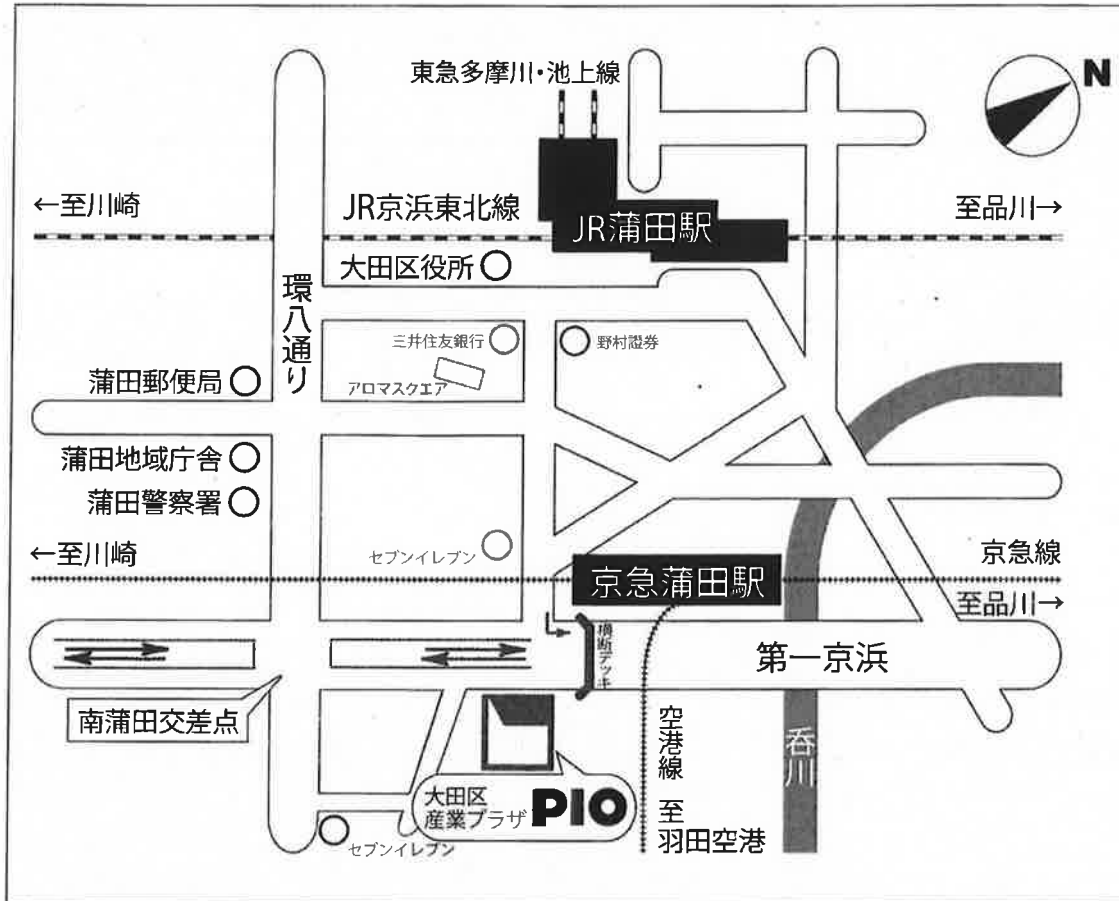 東急多摩川・池上線
N
←至川崎
JR京浜東北線
JR蒲田駅
至品川→
大田区役所
環八通り
三井住友銀行
野村證券
アロマスクエア
蒲田郵便局
蒲田地域庁舎
蒲田警察署
セブンイレブン
←至川崎
京急線
京急蒲田駅
至品川→
横断デッキ
第一京浜
南蒲田交差点
空港線 至
羽田空港
呑川
大田区
産業プラザ PIO
セブンイレブン